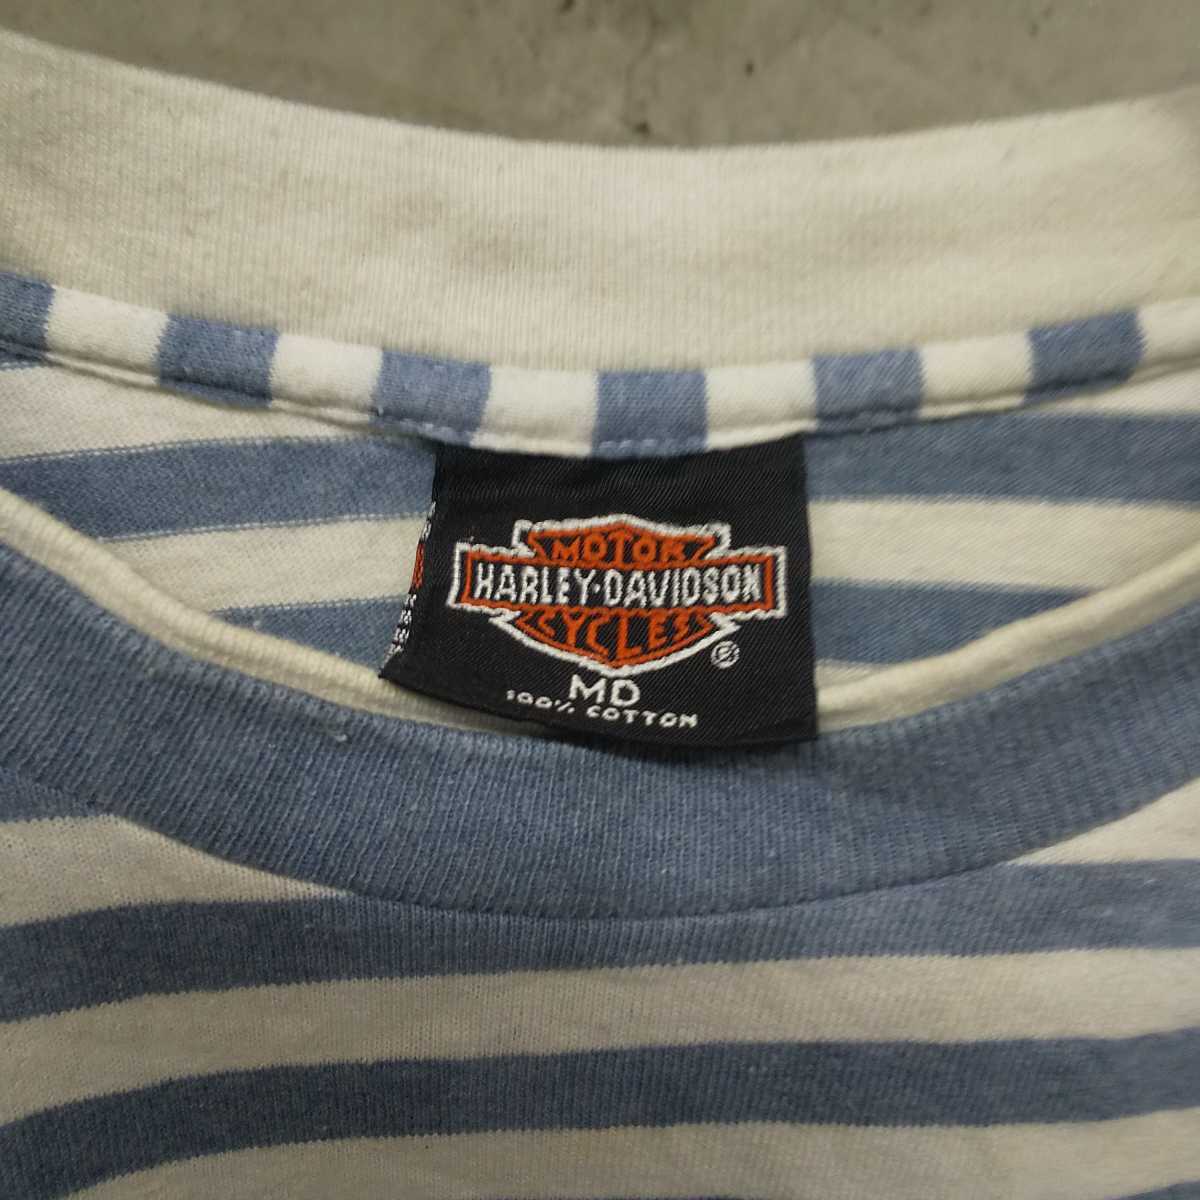 MOTOR
HARLEY-DAVIDSON
CYCLES
®
MD
100% COTTON